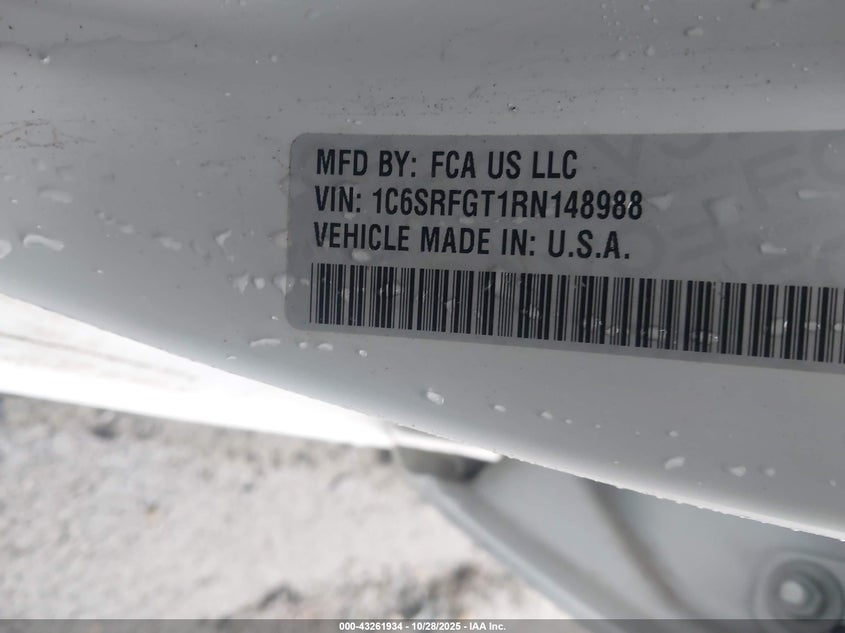 MFD BY: FCA US LLC
VIN: 1C6SRFGT1RN148988
VEHICLE MADE IN: U.S.A.
000-43261934 | 10/28/2025 - IAA Inc.